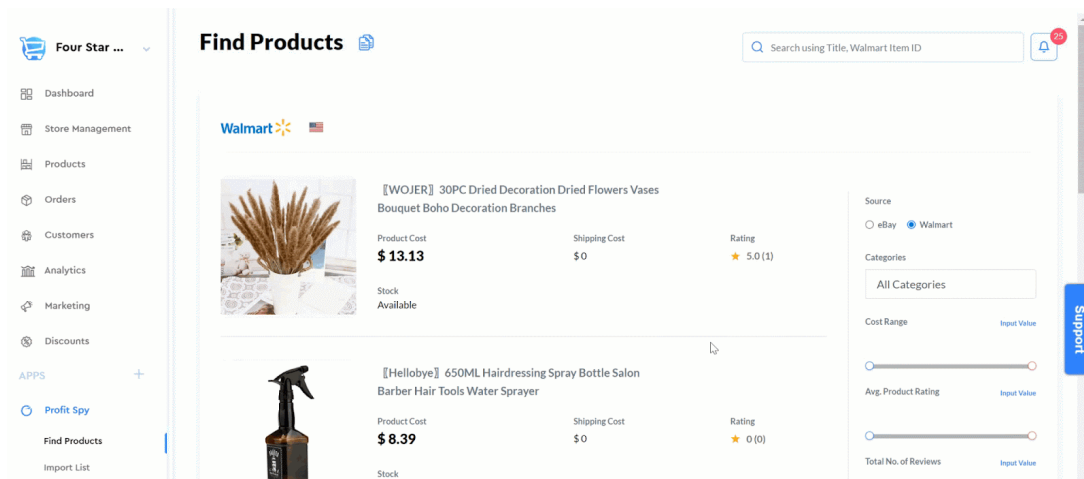 Four Star ...
Find Products
Search using Title, Walmart Item ID
25
Dashboard
Store Management
Products
Orders
Customers
Analytics
Marketing
Discounts
APPS
Profit Spy
Find Products
Import List
Walmart
〖WOJER〗30PC Dried Decoration Dried Flowers Vases
Bouquet Boho Decoration Branches
Product Cost
$ 13.13
Shipping Cost
$ 0
Rating
5.0 (1)
Stock
Available
〖Hellobye〗650ML Hairdressing Spray Bottle Salon
Barber Hair Tools Water Sprayer
Product Cost
$ 8.39
Shipping Cost
$ 0
Rating
0 (0)
Stock
Source
eBay Walmart
Categories
All Categories
Cost Range Input Value
Avg. Product Rating Input Value
Total No. of Reviews Input Value
Support